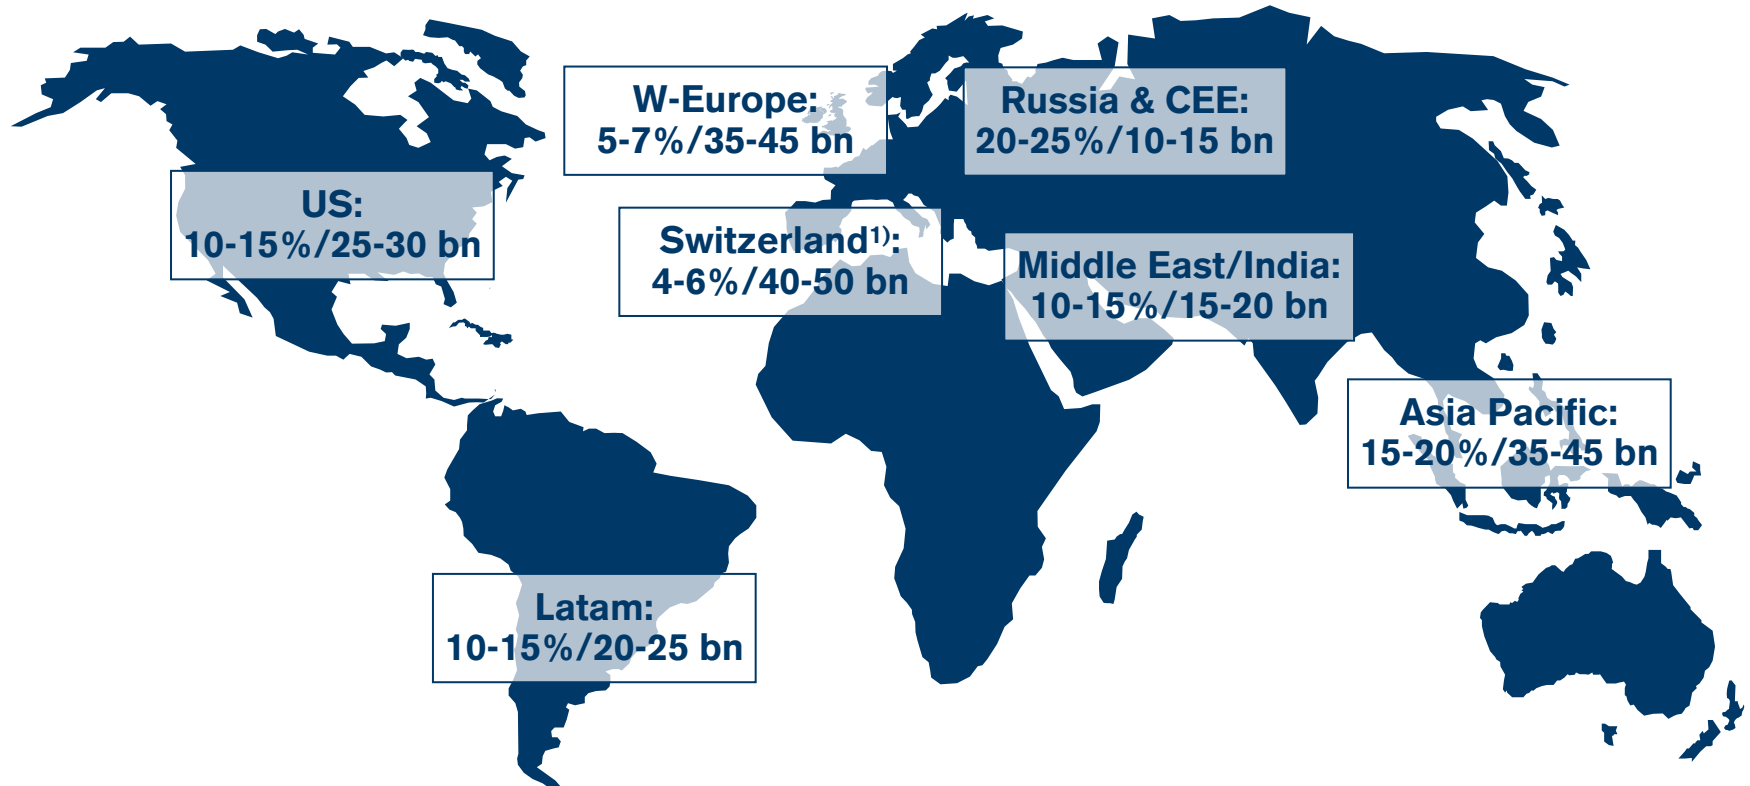 W-Europe:
5-7%/35-45 bn
Russia & CEE:
20-25%/10-15 bn
US:
10-15%/25-30 bn
Switzerland¹⁾:
4-6%/40-50 bn
Middle East/India:
10-15%/15-20 bn
Asia Pacific:
15-20%/35-45 bn
Latam:
10-15%/20-25 bn